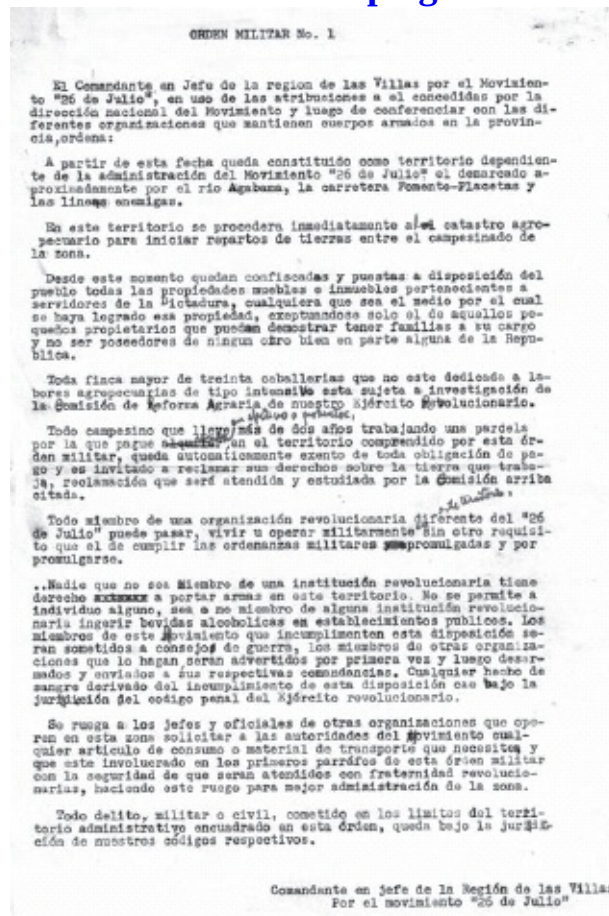 ORDEN MILITAR No. 1
El Comandante en Jefe de la region de las Villas por el Movimien-
to "26 de Julio", en uso de las atribuciones a el concedidas por la
dirección nacional del Movimiento y luego de conferenciar con las di-
ferentes organizaciones que mantienen cuerpos armados en la provin-
cia,ordena:
A partir de esta fecha queda constituido como territorio dependien-
te de la administración del Movimiento "26 de Julio" el demarcado a-
proximadamente por el rio Agabama, la carretera Fomento-Placetas y
las lineas enemigas.
En este territorio se procedera inmediatamente al catastro agro-
pecuario para iniciar repartos de tierras entre el campesinado de
la zona.
Desde este momento quedan confiscadas y puestas a disposición del
pueblo todas las propiedades muebles e inmuebles pertenecientes a
servidores de la Dictadura, cualquiera que sea el medio por el cual
se haya logrado esa propiedad, exeptuandose solo el de aquellos pe-
queños propietarios que puedan demostrar tener familias a su cargo
y no ser poseedores de ningun otro bien en parte alguna de la Repu-
blica.
Toda finca mayor de treinta caballerias que no este dedicada a la-
bores agropecuarias de tipo intensivo esta sujeta a investigación de
la Comisión de Reforma Agraria de nuestro Ejército Revolucionario.
Todo campesino que lleve más de dos años trabajando una parcela
por la que pague en efectivo o productos, en el territorio comprendido por esta ór-
den militar, queda automaticamente exento de toda obligación de pa-
go y es invitado a reclamar sus derechos sobre la tierra que traba-
ja, reclamación que será atendida y estudiada por la Comisión arriba
citada.
Todo miembro de una organización revolucionaria diferente del "26
de Julio" puede pasar, vivir u operar militarmente sin otro requisi-
to que el de cumplir las ordenanzas militares promulgadas y por
promulgarse.
..Nadie que no sea Miembro de una institución revolucionaria tiene
derecho a portar armas en este territorio. No se permite a
individuo alguno, sea o no miembro de alguna institución revolucio-
naria ingerir bevidas alcoholicas en establecimientos publicos. Los
miembros de este Movimiento que incumplimenten esta disposición se-
ran sometidos a consejos de guerra, los miembros de otras organiza-
ciones que lo hagan seran advertidos por primera vez y luego desar-
mados y enviados a sus respectivas comandancias. Cualquier hecho de
sangre derivado del incumplimiento de esta disposición cae bajo la
jurisdición del codigo penal del Ejército revolucionario.
Se ruega a los jefes y oficiales de otras organizaciones que ope-
ren en esta zona solicitar a las autoridades del Movimiento cual-
quier articulo de consumo o material de transporte que necesiten y
que este involucrado en los primeros parráfos de esta órden militar
con la seguridad de que seran atendidos con fraternidad revolucio-
narias, haciendo este ruego para mejor administración de la zona.
Todo delito, militar o civil, cometido en los limites del terri-
torio administrativo encuadrado en esta órden, queda bajo la jurisdic-
ción de nuestros códigos respectivos.
Comandante en jefe de la Región de las Villas
Por el movimiento "26 de Julio"